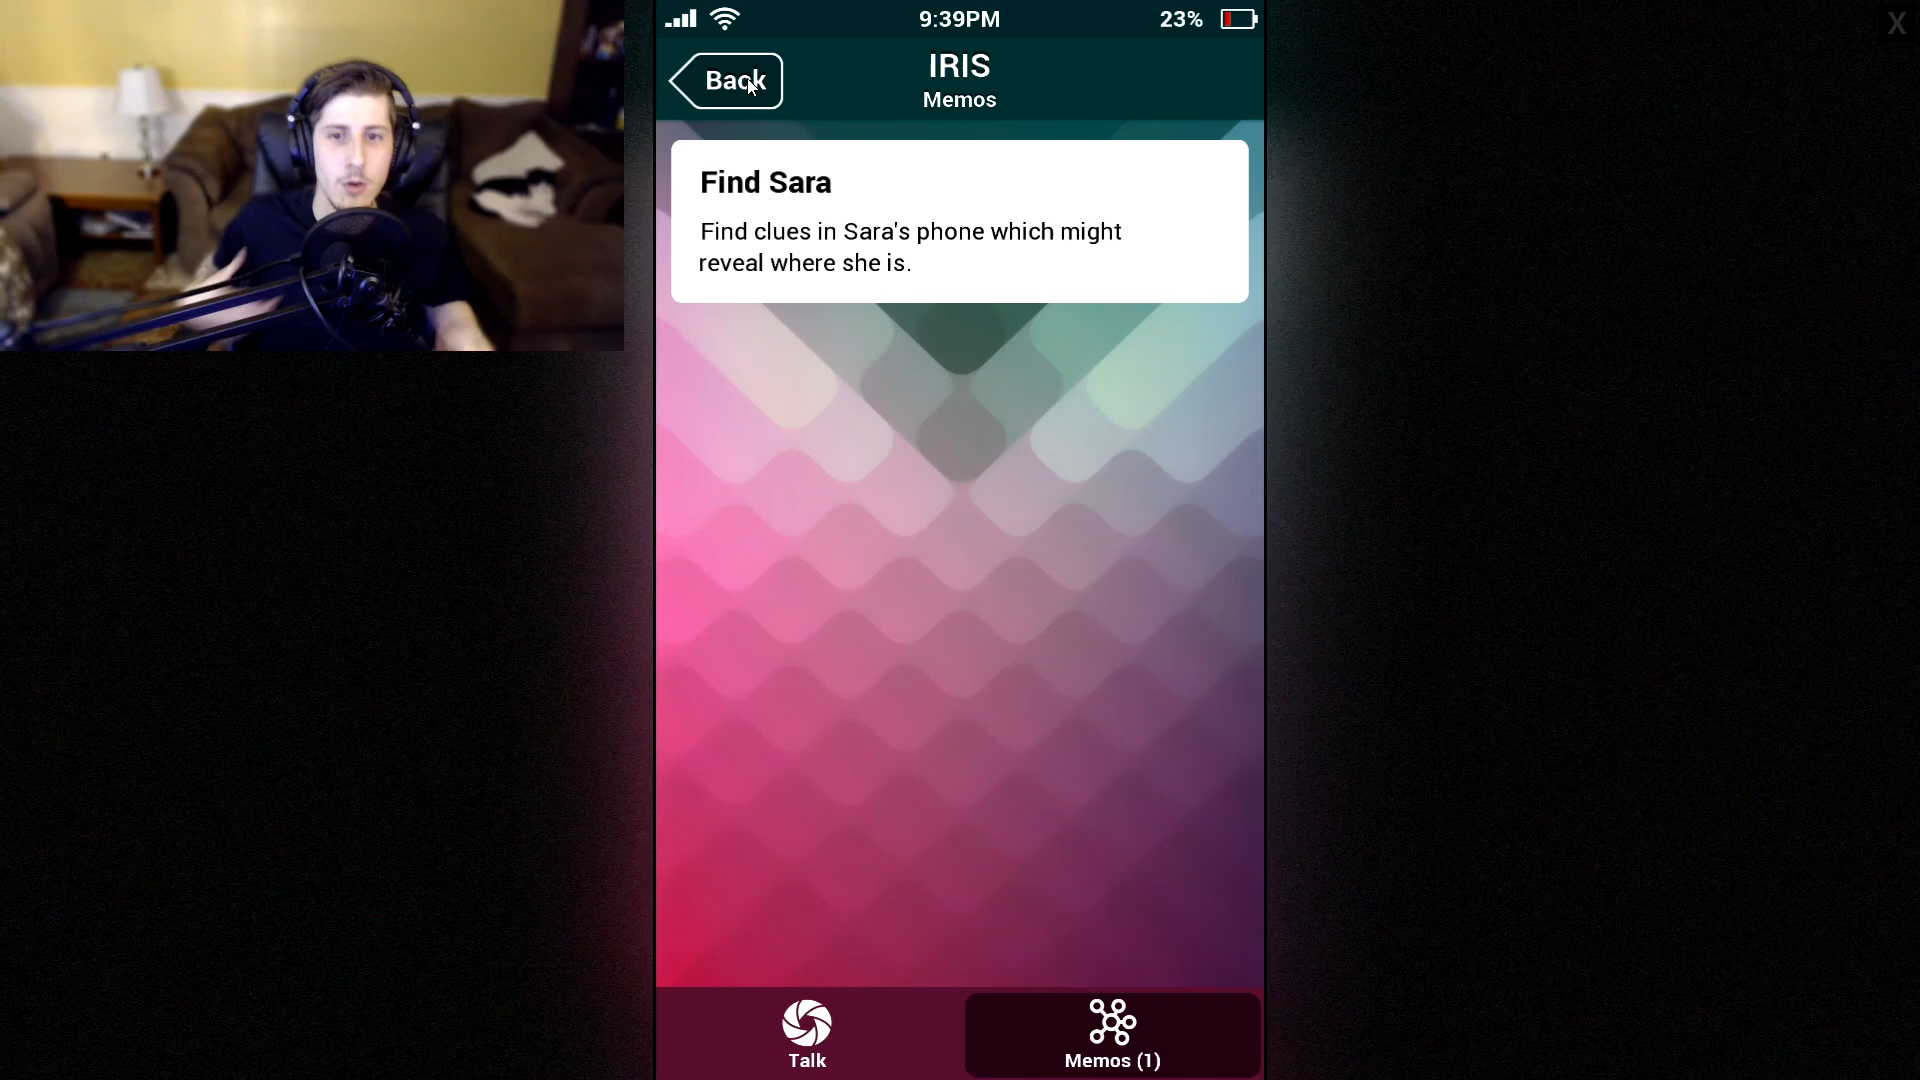 9:39PM
23%
X
Back
IRIS
Memos
Find Sara
Find clues in Sara's phone which might
reveal where she is.
Talk
Memos (1)